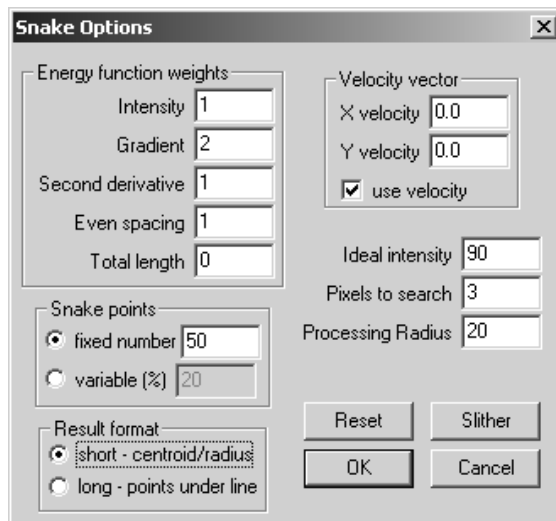 Snake Options
Energy function weights
Intensity 1
Gradient 2
Second derivative 1
Even spacing 1
Total length 0
Velocity vector
X velocity 0.0
Y velocity 0.0
use velocity
Ideal intensity 90
Pixels to search 3
Processing Radius 20
Snake points
fixed number 50
variable (%) 20
Result format
short - centroid/radius
long - points under line
Reset
Slither
OK
Cancel